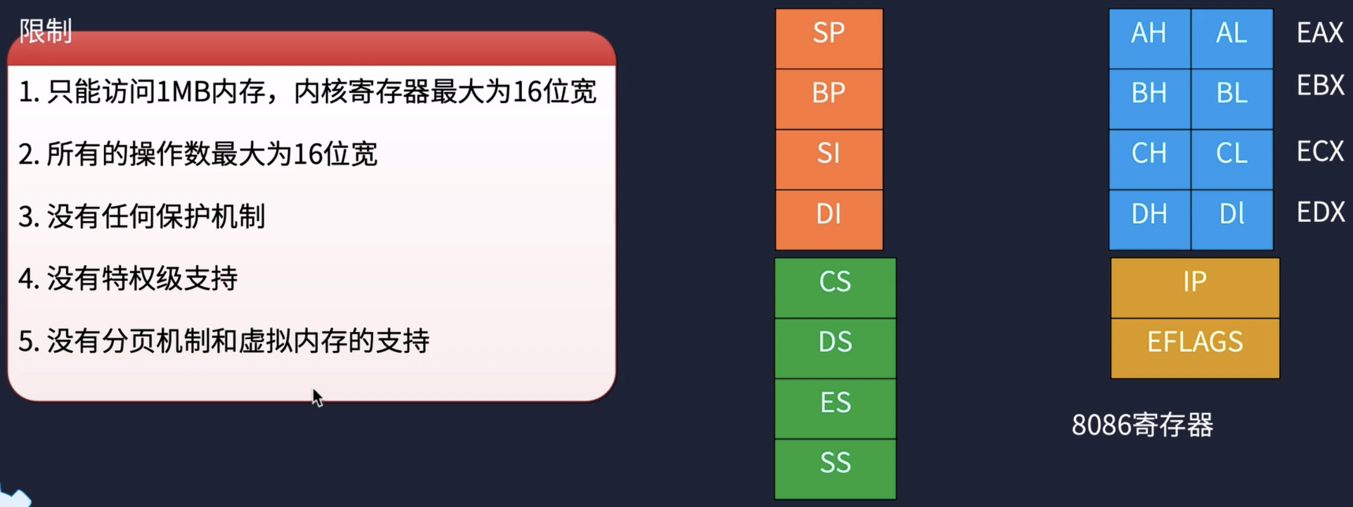 限制
1. 只能访问1MB内存，内核寄存器最大为16位宽
2. 所有的操作数最大为16位宽
3. 没有任何保护机制
4. 没有特权级支持
5. 没有分页机制和虚拟内存的支持
SP
BP
SI
DI
CS
DS
ES
SS
AH AL EAX
BH BL EBX
CH CL ECX
DH Dl EDX
IP
EFLAGS
8086寄存器